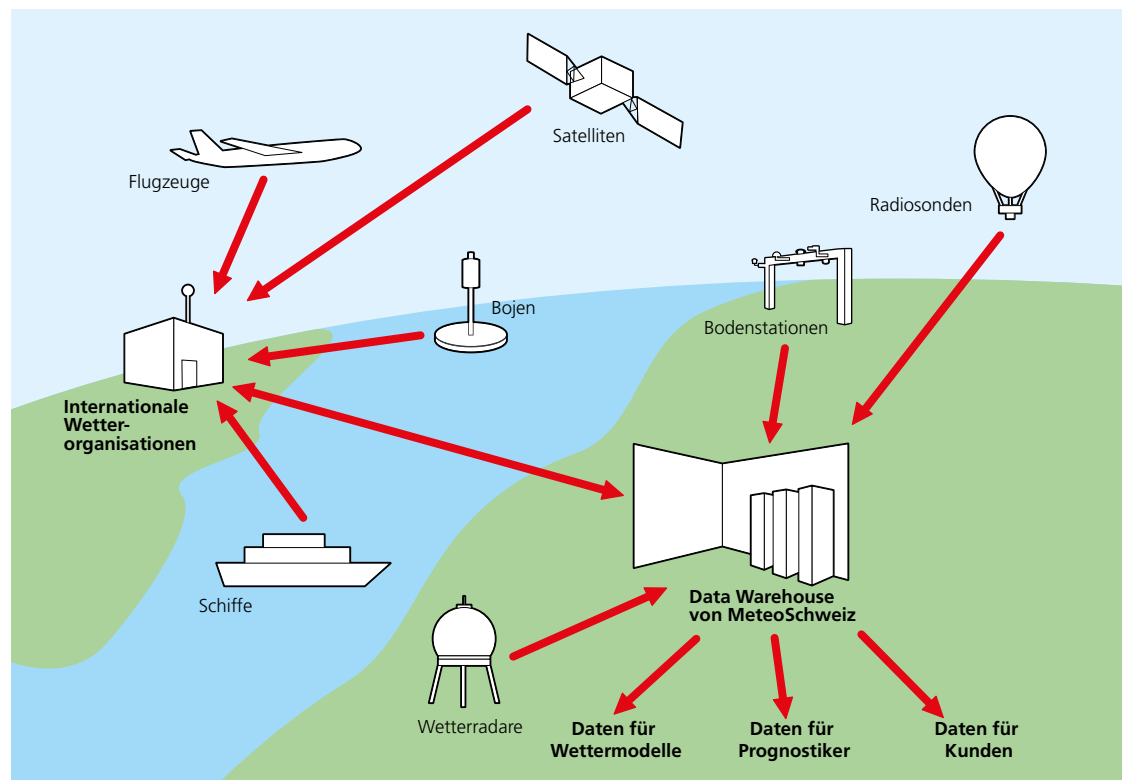 Satelliten
Flugzeuge
Radiosonden
Bojen
Bodenstationen
Internationale
Wetter-
organisationen
Schiffe
Data Warehouse
von MeteoSchweiz
Wetterradare
Daten für
Wettermodelle
Daten für
Prognostiker
Daten für
Kunden